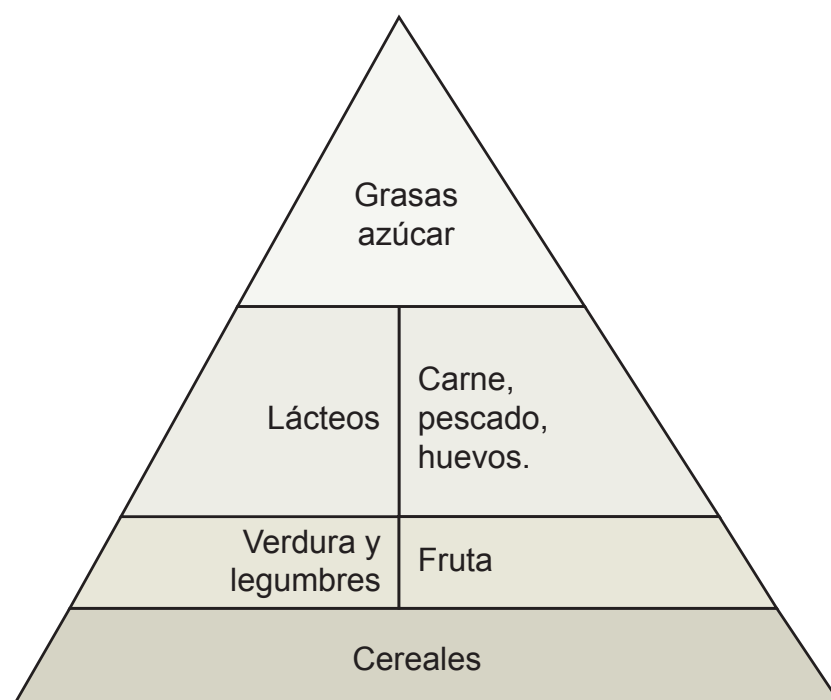 Grasas
azúcar
Lácteos
Carne,
pescado,
huevos.
Verdura y
legumbres
Fruta
Cereales